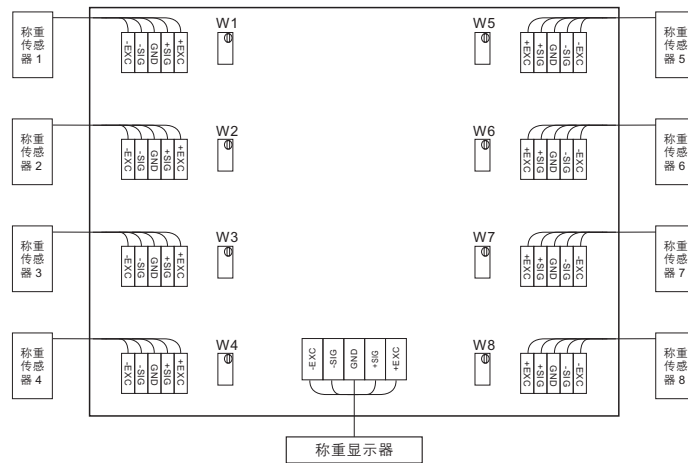 称重
传感
器 1
-EXC
-SIG
GND
+SIG
+EXC
W1
W5
+EXC
+SIG
GND
-SIG
-EXC
称重
传感
器 5
称重
传感
器 2
-EXC
-SIG
GND
+SIG
+EXC
W2
W6
+EXC
+SIG
GND
-SIG
-EXC
称重
传感
器 6
称重
传感
器 3
-EXC
-SIG
GND
+SIG
+EXC
W3
W7
+EXC
+SIG
GND
-SIG
-EXC
称重
传感
器 7
称重
传感
器 4
-EXC
-SIG
GND
+SIG
+EXC
W4
-EXC
-SIG
GND
+SIG
+EXC
W8
+EXC
+SIG
GND
-SIG
-EXC
称重
传感
器 8
称重显示器